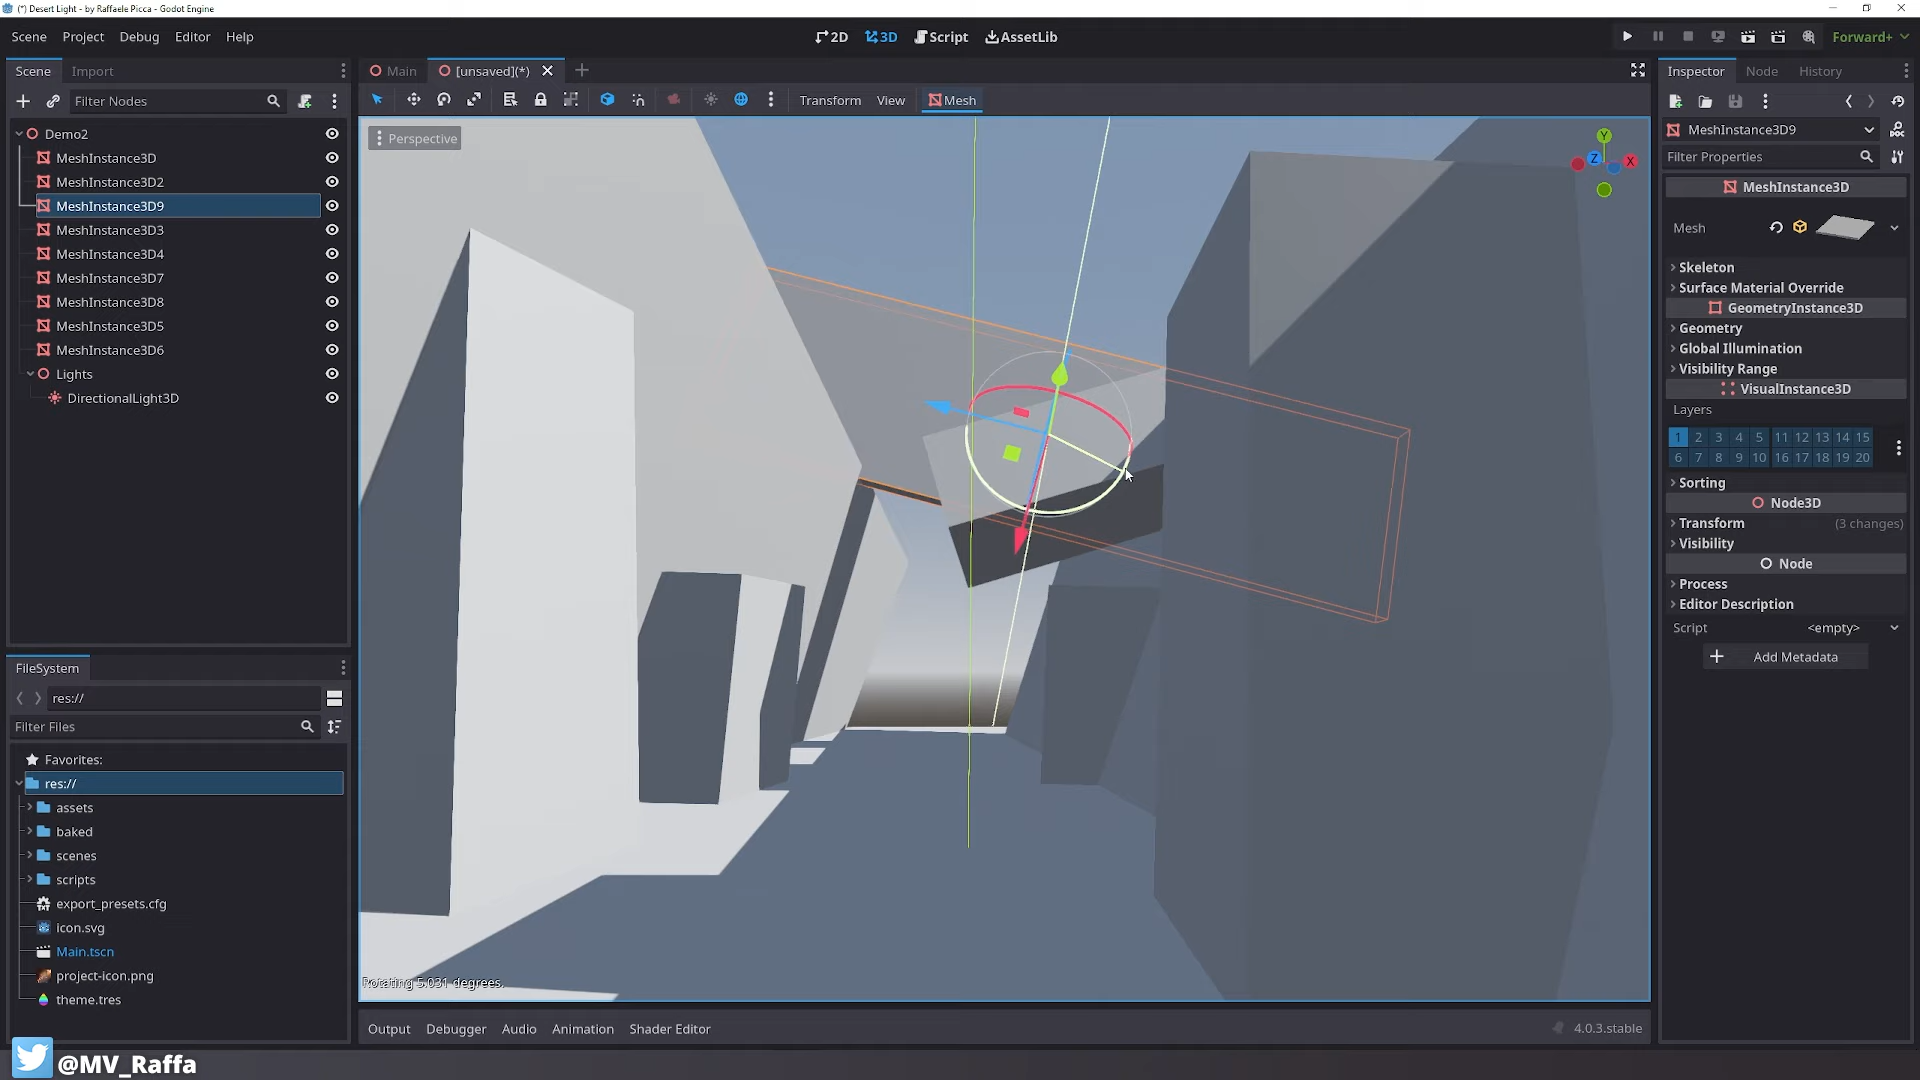 (*) Desert Light - by Raffaele Picca - Godot Engine
Scene Project Debug Editor Help
2D 3D Script AssetLib
Forward+
Scene Import
Filter Nodes
Demo2
MeshInstance3D
MeshInstance3D2
MeshInstance3D9
MeshInstance3D3
MeshInstance3D4
MeshInstance3D7
MeshInstance3D8
MeshInstance3D5
MeshInstance3D6
Lights
DirectionalLight3D
FileSystem
res://
Filter Files
Favorites:
res://
assets
baked
scenes
scripts
export_presets.cfg
icon.svg
Main.tscn
project-icon.png
theme.tres
@MV_Raffa
Main [unsaved](*)
Transform View Mesh
Perspective
Y
Z X
Rotating 5.031 degrees.
Output Debugger Audio Animation Shader Editor
4.0.3.stable
Inspector Node History
MeshInstance3D9
Filter Properties
MeshInstance3D
Mesh
Skeleton
Surface Material Override
GeometryInstance3D
Geometry
Global Illumination
Visibility Range
VisualInstance3D
Layers
1 2 3 4 5 11 12 13 14 15
6 7 8 9 10 16 17 18 19 20
Sorting
Node3D
Transform (3 changes)
Visibility
Node
Process
Editor Description
Script <empty>
Add Metadata